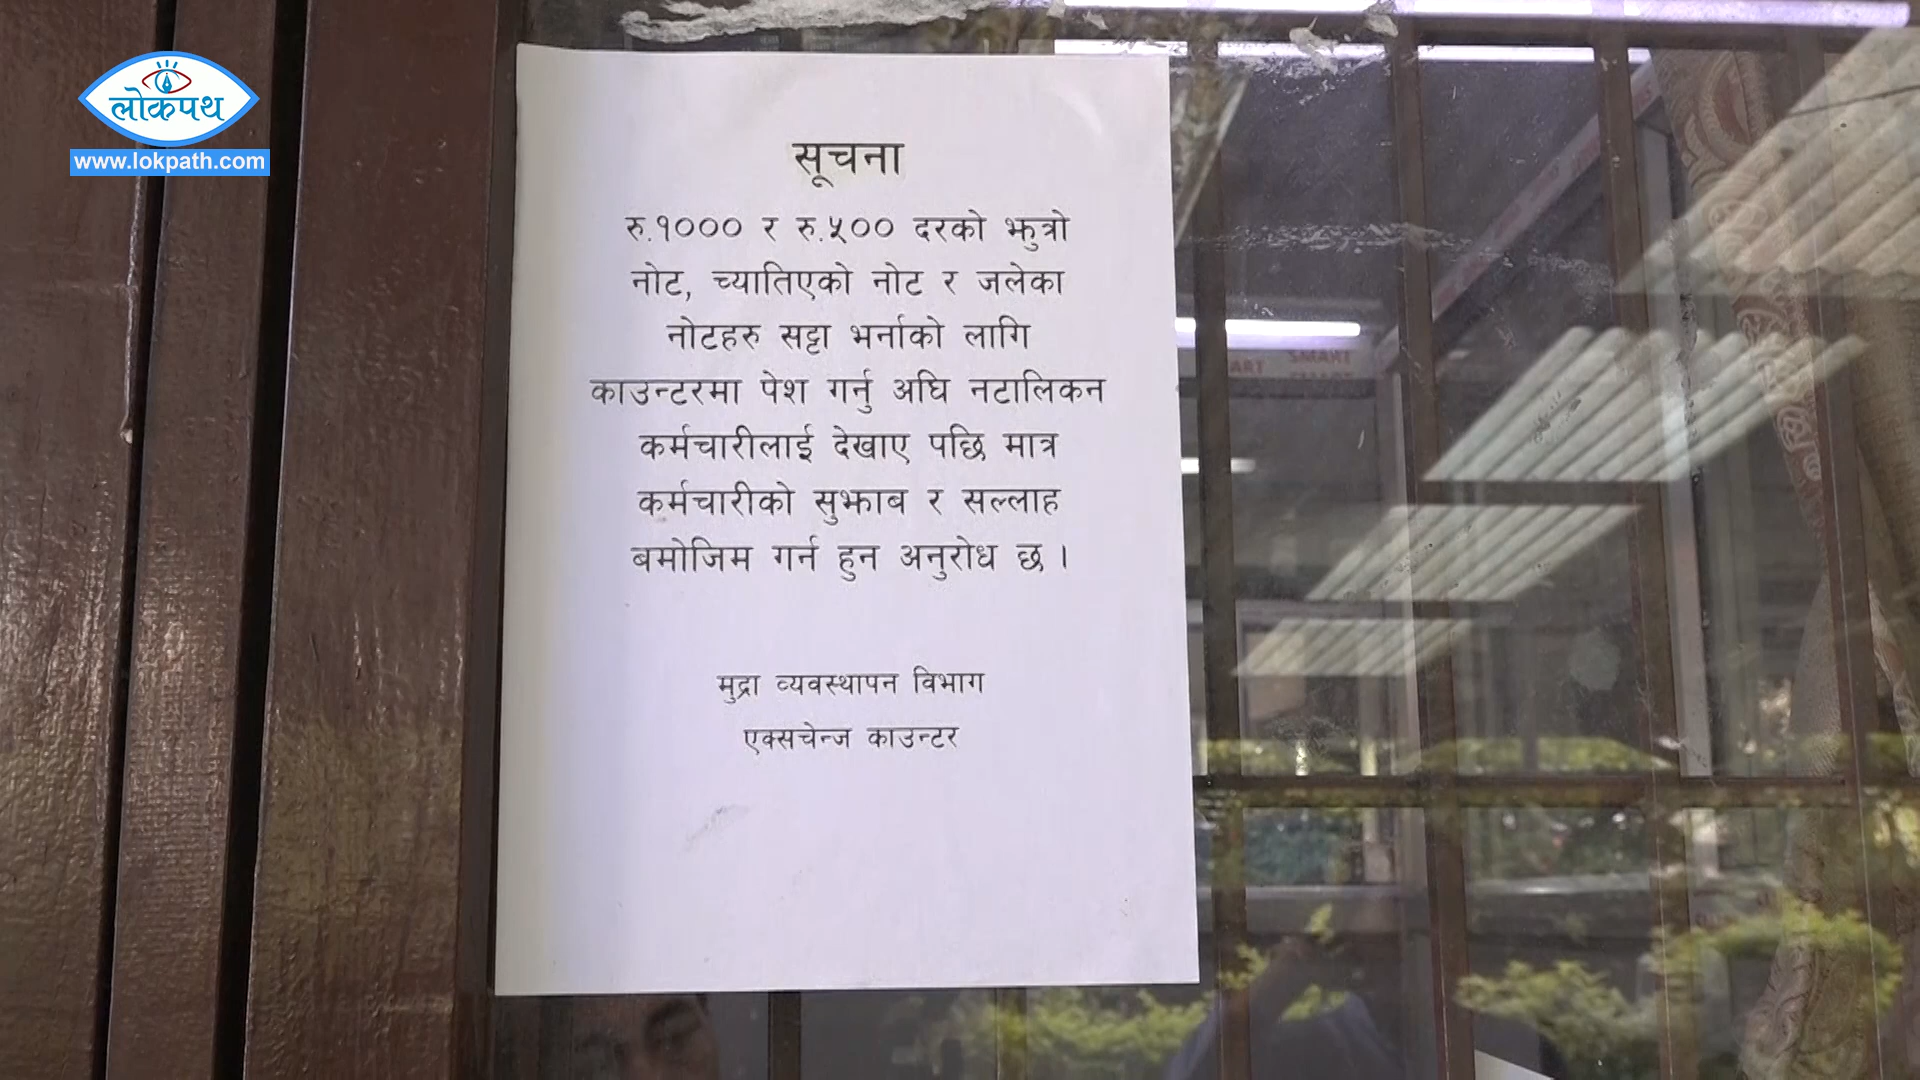 लोकपथ
www.lokpath.com
सूचना
रु.१००० र रु.५०० दरको झुत्रो
नोट, च्यातिएको नोट र जलेका
नोटहरु सट्टा भर्नाको लागि
काउन्टरमा पेश गर्नु अघि नटालिकन
कर्मचारीलाई देखाए पछि मात्र
कर्मचारीको सुझाब र सल्लाह
बमोजिम गर्न हुन अनुरोध छ ।
मुद्रा व्यवस्थापन विभाग
एक्सचेन्ज काउन्टर
SMART